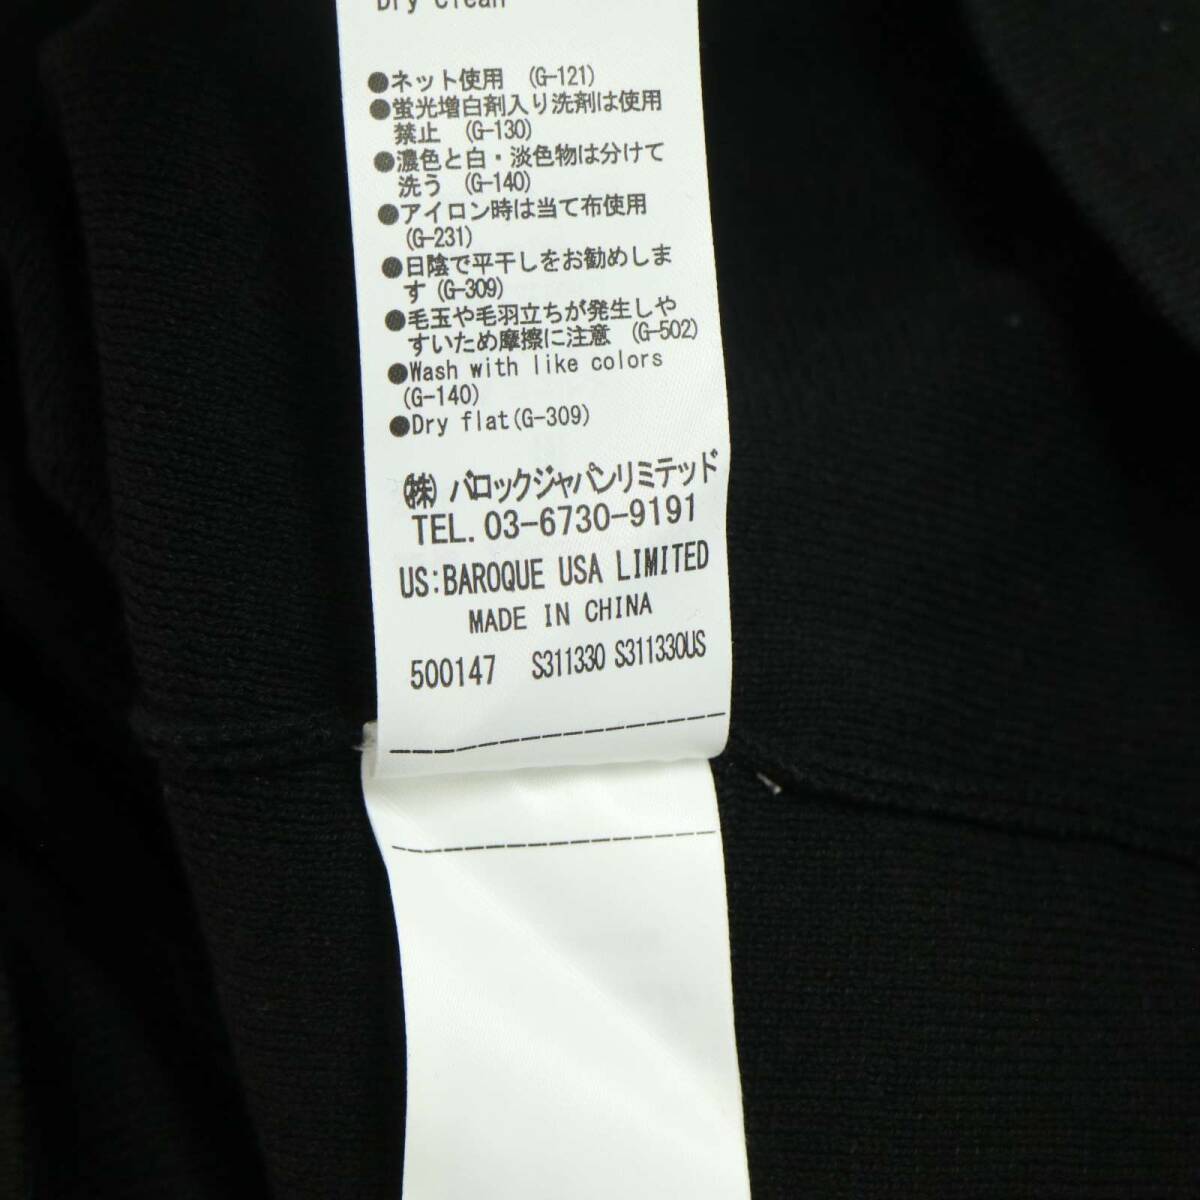 Dry Clean
●ネット使用 (G-121)
●蛍光増白剤入り洗剤は使用
禁止 (G-130)
●濃色と白・淡色物は分けて
洗う (G-140)
●アイロン時は当て布使用
(G-231)
●日陰で平干しをお勧めしま
す (G-309)
●毛玉や毛羽立ちが発生しや
すいため摩擦に注意 (G-502)
●Wash with like colors
(G-140)
●Dry flat(G-309)
(株) バロックジャパンリミテッド
TEL. 03-6730-9191
US:BAROQUE USA LIMITED
MADE IN CHINA
500147 S311330 S311330US